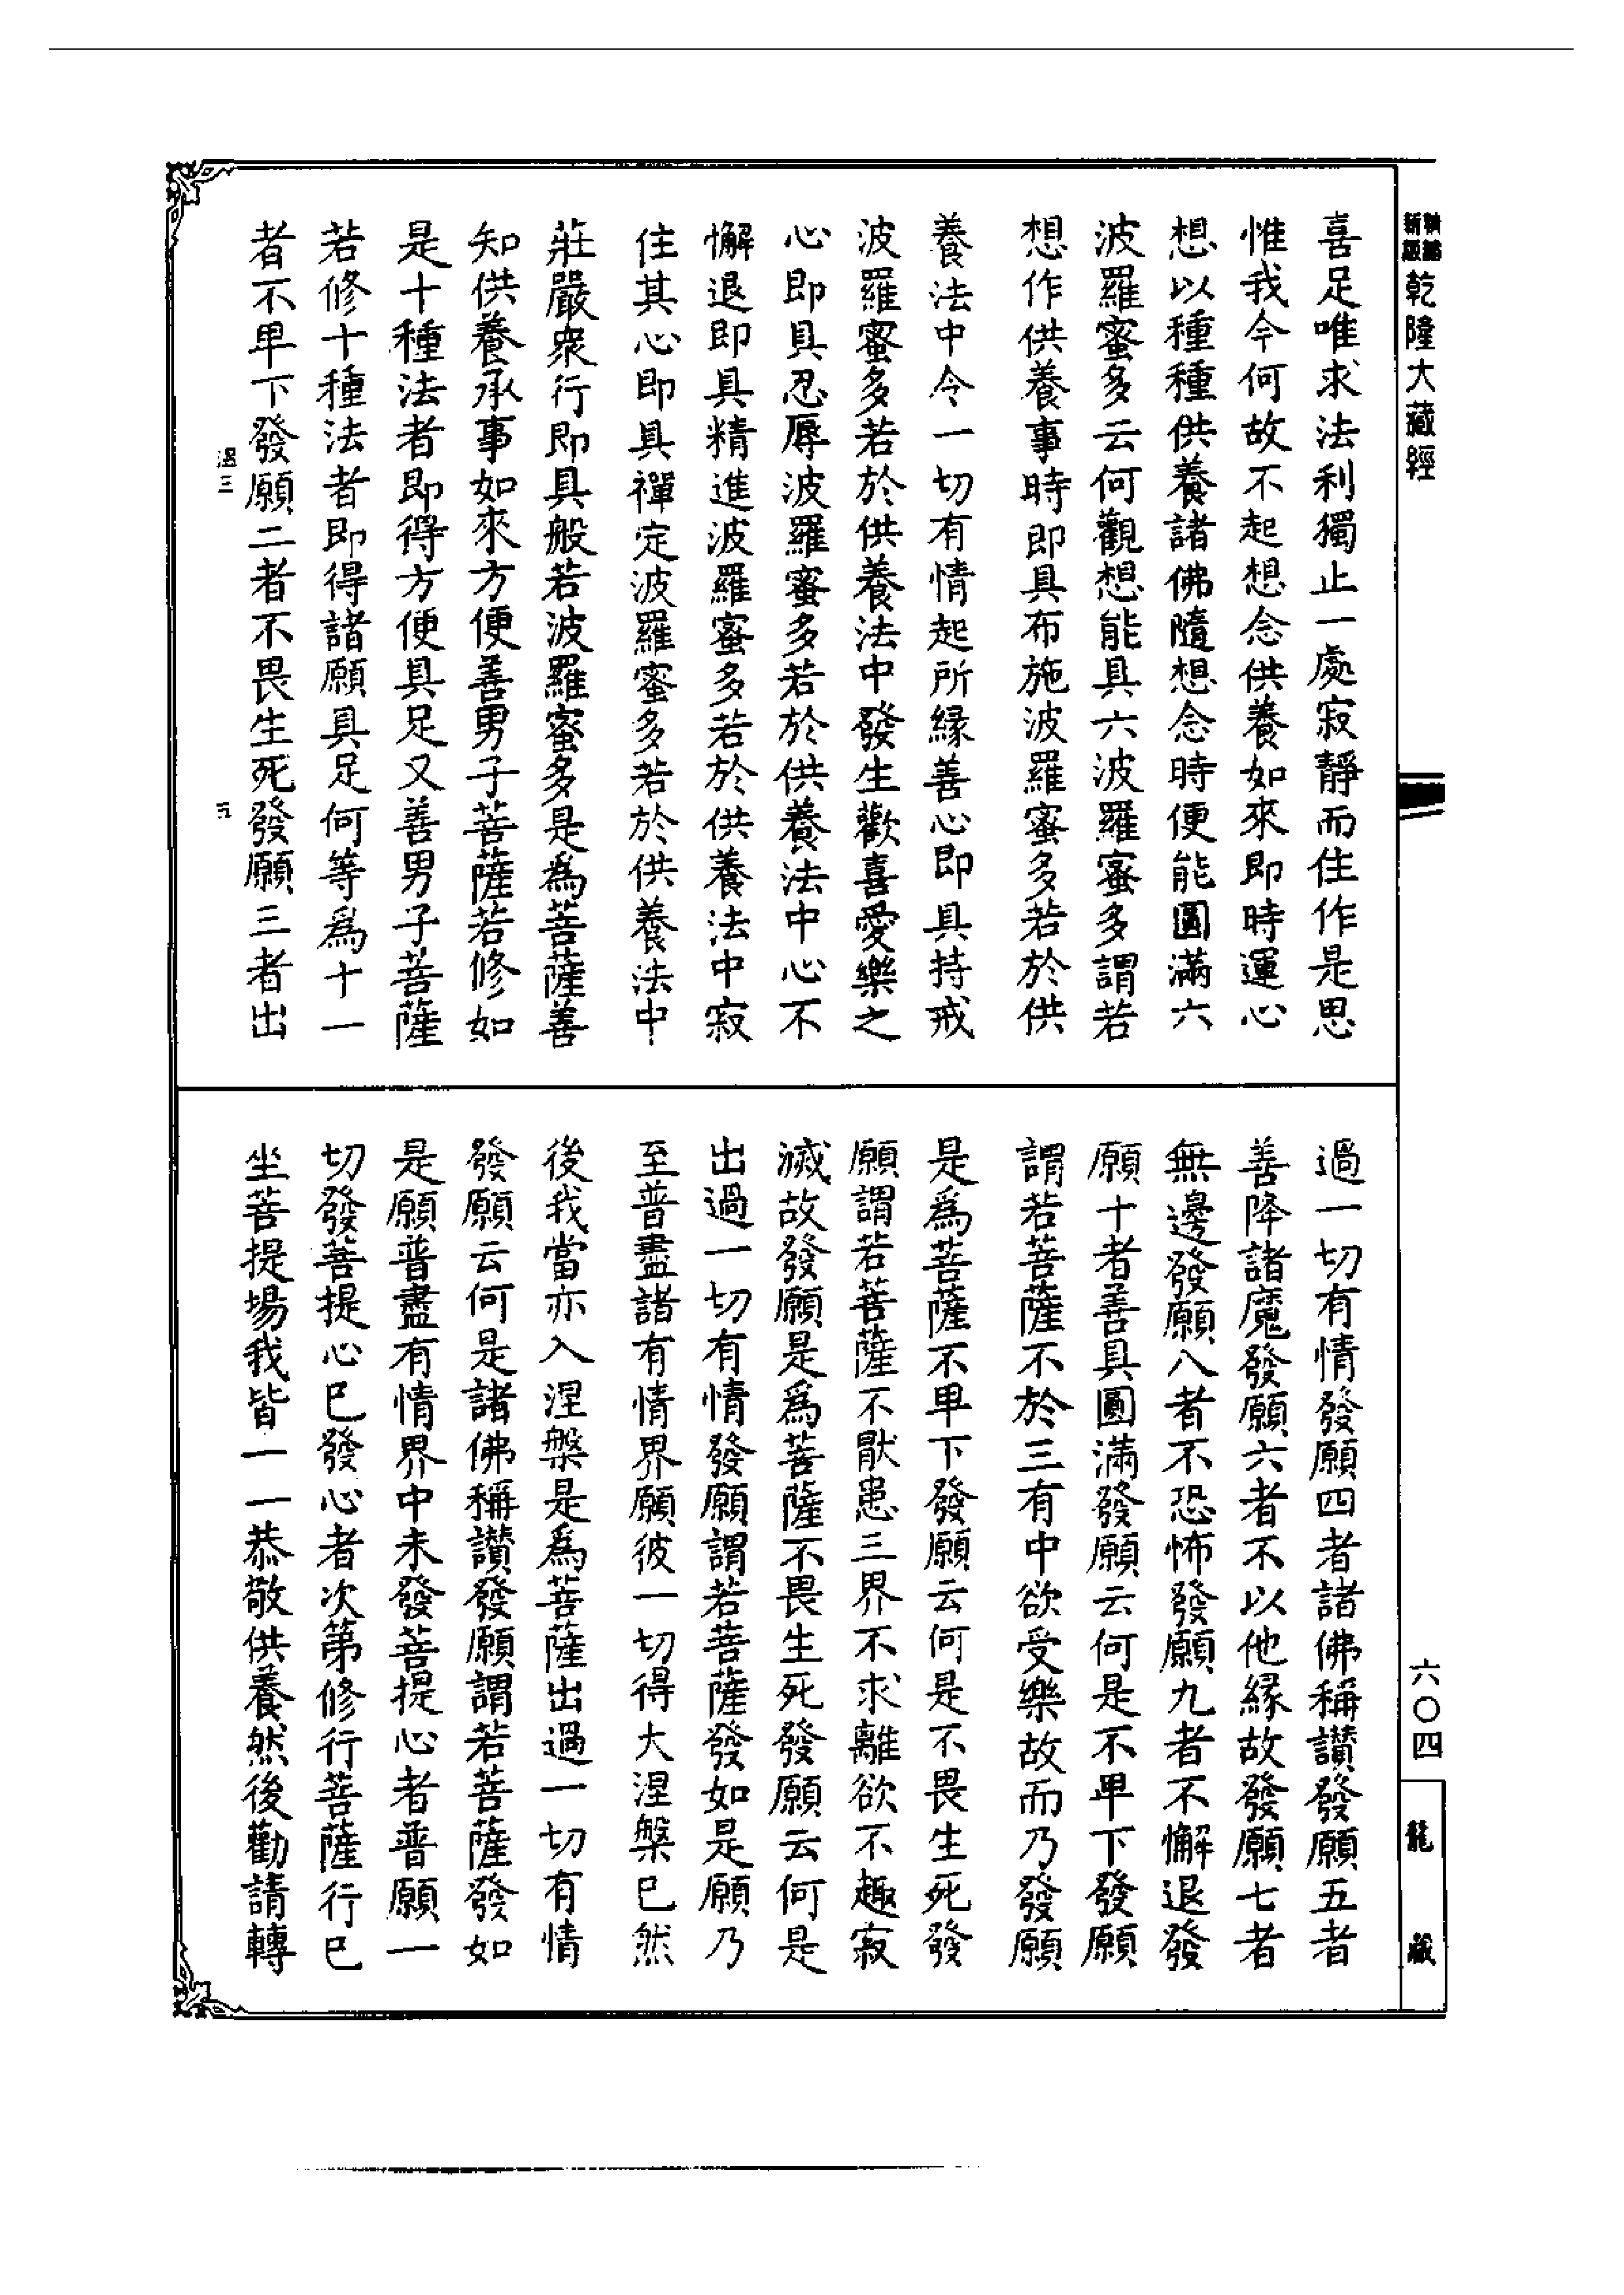 新編
縮版
乾隆大藏經
喜足唯求法利獨止一處寂靜而住作是思
惟我今何故不起想念供養如來即時運心
想以種種供養諸佛隨想念時便能圓滿六
波羅蜜多云何觀想能具六波羅蜜多謂若
想作供養事時即具布施波羅蜜多若於供
養法中令一切有情起所緣善心即具持戒
波羅蜜多若於供養法中發生歡喜愛樂之
心即具忍辱波羅蜜多若於供養法中心不
懈退即具精進波羅蜜多若於供養法中寂
住其心即具禪定波羅蜜多若於供養法中
莊嚴衆行即具般若波羅蜜多是為菩薩善
知供養承事如來方便善男子菩薩若修如
是十種法者即得方便具足又善男子菩薩
若修十種法者即得諸願具足何等為十一
者不卑下發願二者不畏生死發願三者出
過一切有情發願四者諸佛稱讚發願五者
善降諸魔發願六者不以他緣故發願七者
無邊發願八者不恐怖發願九者不懈退發
願十者善具圓滿發願云何是不卑下發願
謂若菩薩不於三有中欲受樂故而乃發願
是為菩薩不卑下發願云何是不畏生死發
願謂若菩薩不猒患三界不求離欲不趣寂
滅故發願是為菩薩不畏生死發願云何是
出過一切有情發願謂若菩薩發如是願乃
至普盡諸有情界願彼一切得大涅槃已然
後我當亦入涅槃是為菩薩出過一切有情
發願云何是諸佛稱讚發願謂若菩薩發如
是願普盡有情界中未發菩提心者普願一
切發菩提心已發心者次第修行菩薩行已
坐菩提場我皆一一恭敬供養然後勸請轉
六〇四
龍藏